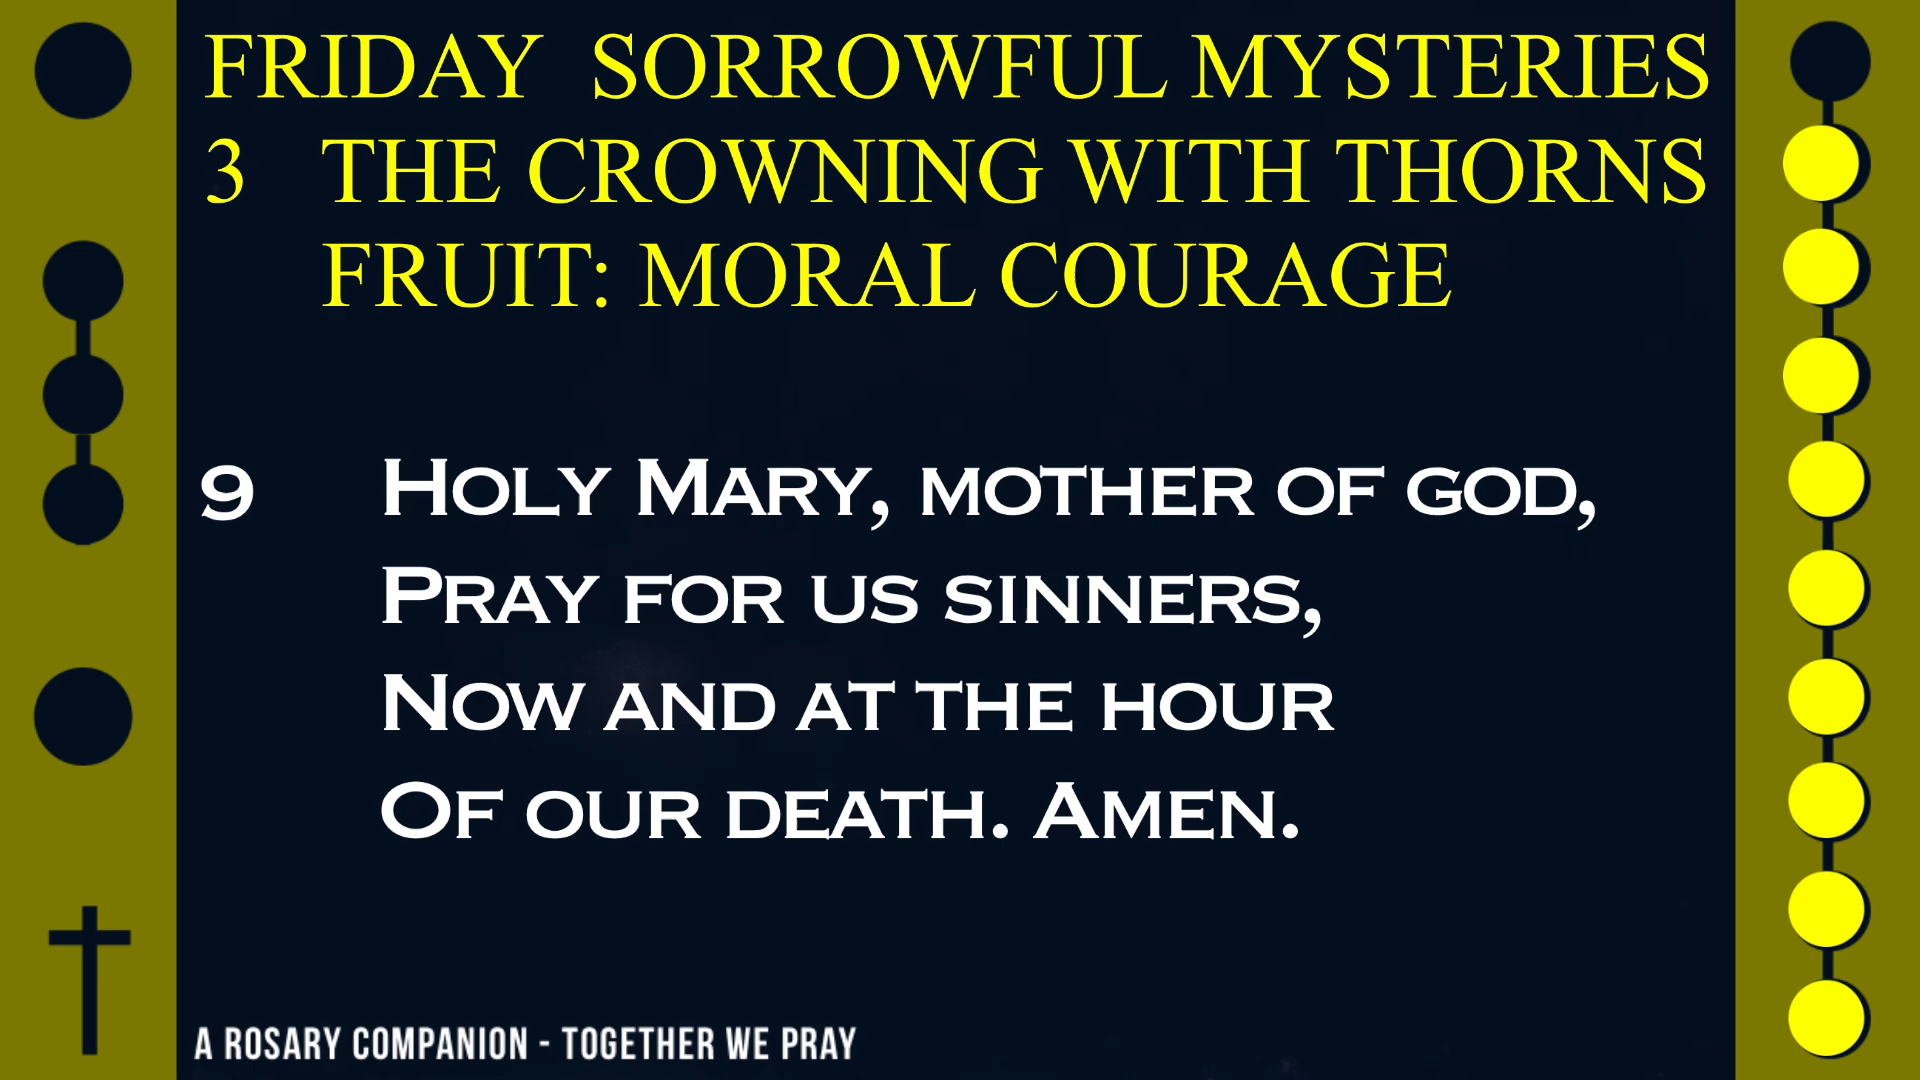 FRIDAY SORROWFUL MYSTERIES
3 THE CROWNING WITH THORNS
FRUIT: MORAL COURAGE
9 Holy Mary, mother of god,
Pray for us sinners,
Now and at the hour
Of our death. Amen.
A ROSARY COMPANION - TOGETHER WE PRAY